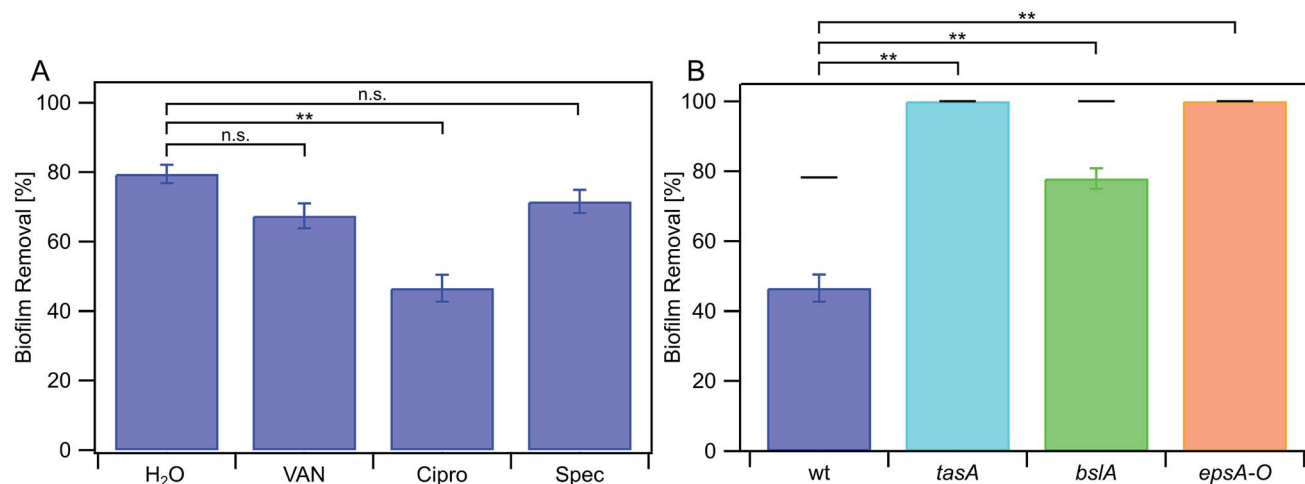 A
Biofilm Removal [%]
100
80
60
40
20
0
n.s.
**
n.s.
H₂O VAN Cipro Spec
B
Biofilm Removal [%]
100
80
60
40
20
0
**
**
**
wt tasA bslA epsA-O